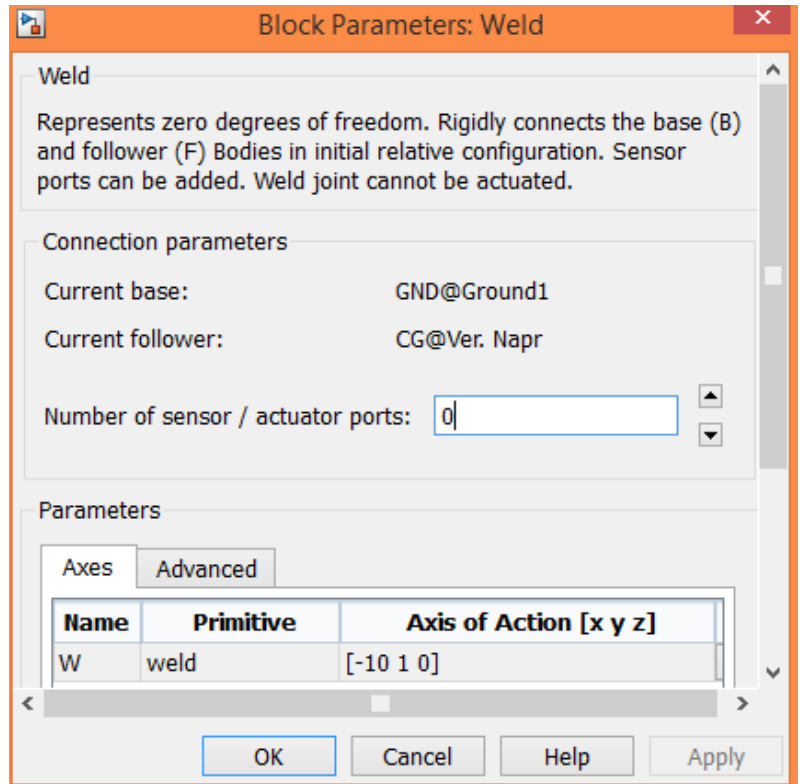 Block Parameters: Weld
Weld
Represents zero degrees of freedom. Rigidly connects the base (B)
and follower (F) Bodies in initial relative configuration. Sensor
ports can be added. Weld joint cannot be actuated.
Connection parameters
Current base: GND@Ground1
Current follower: CG@Ver. Napr
Number of sensor / actuator ports: 0
Parameters
Axes Advanced
Name Primitive Axis of Action [x y z]
W weld [-10 1 0]
OK Cancel Help Apply